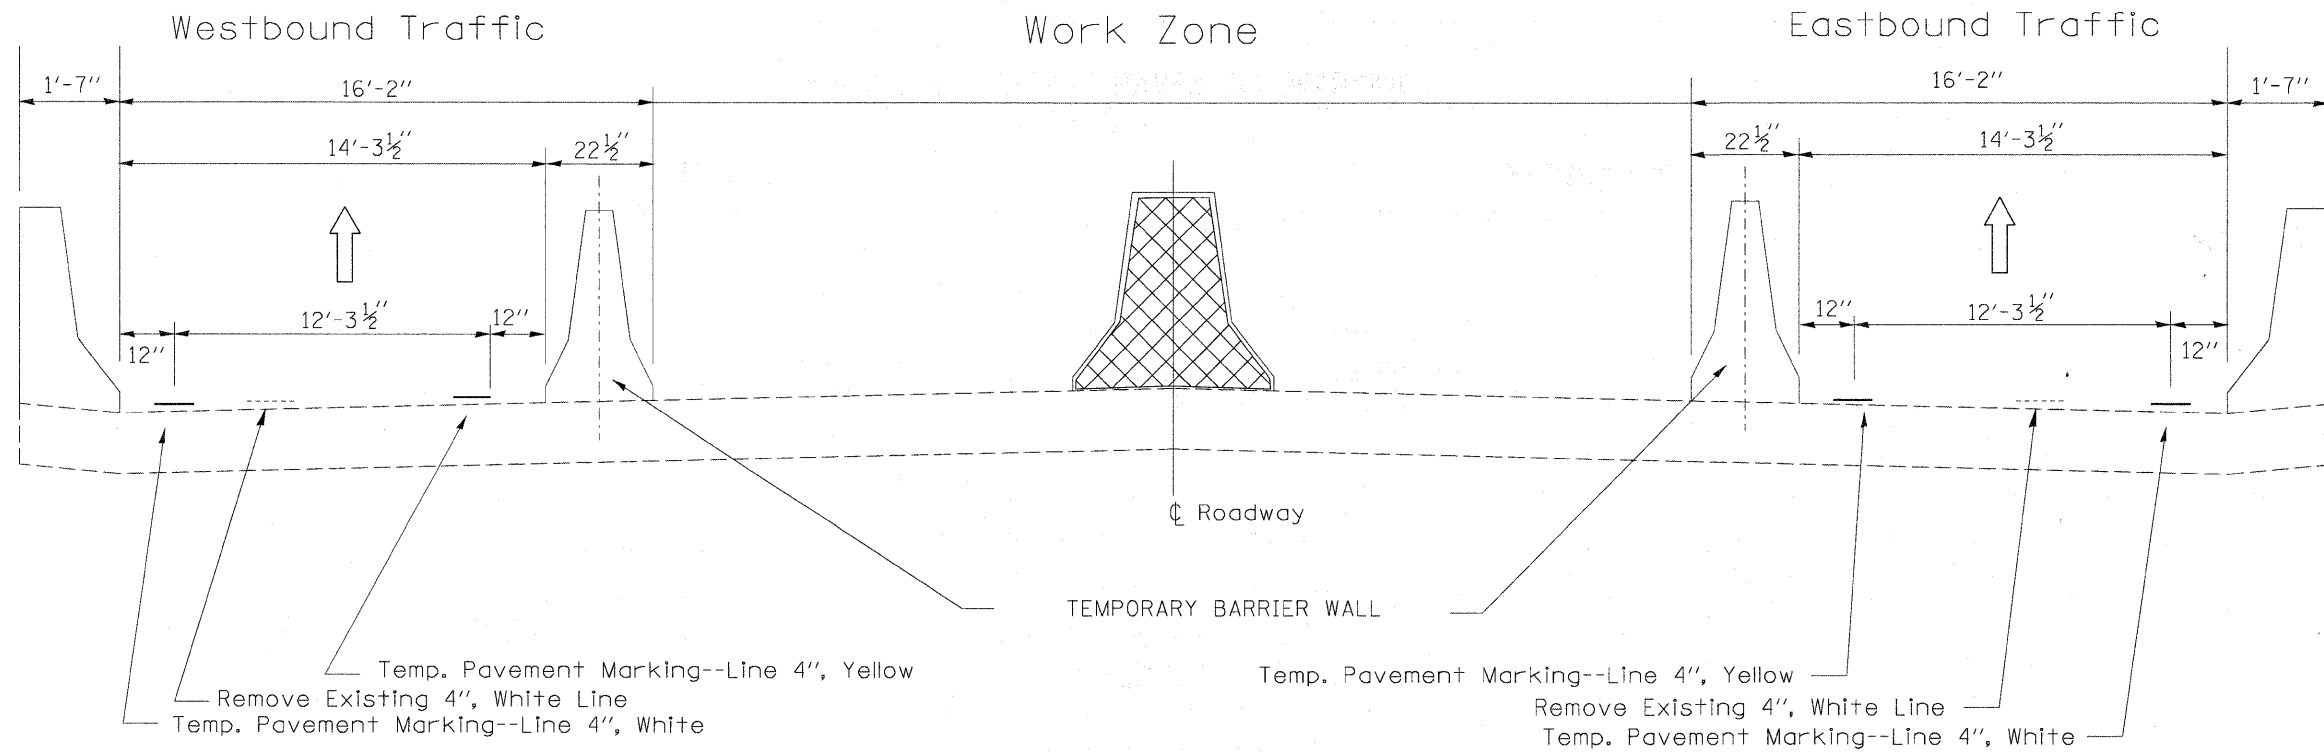 Westbound Traffic
Work Zone
Eastbound Traffic
1'-7"
16'-2"
16'-2"
1'-7"
14'-3½"
22½"
22½"
14'-3½"
12"
12'-3½"
12"
12"
12'-3½"
12"
℄ Roadway
TEMPORARY BARRIER WALL
Temp. Pavement Marking--Line 4", Yellow
Remove Existing 4", White Line
Temp. Pavement Marking--Line 4", White
Temp. Pavement Marking--Line 4", Yellow
Remove Existing 4", White Line
Temp. Pavement Marking--Line 4", White